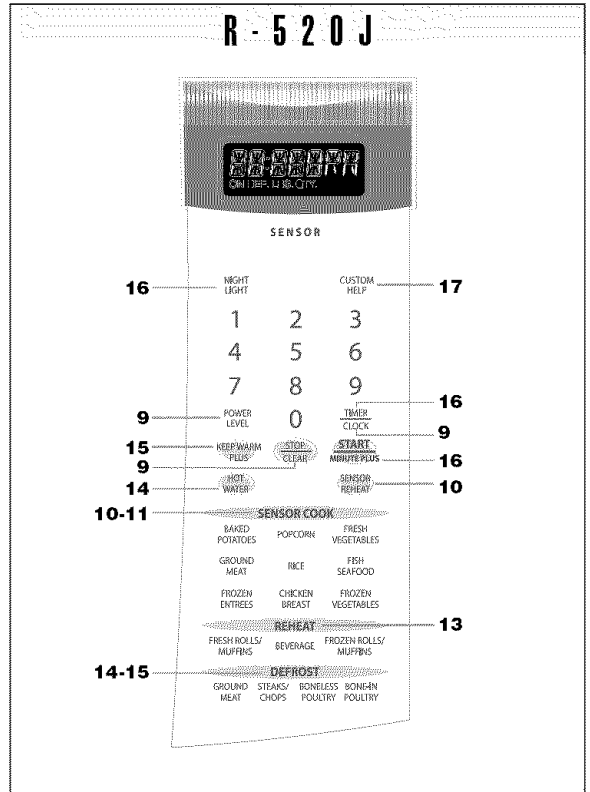 R-520J
ON DEF. LBS. QTY.
SENSOR
16 NIGHT LIGHT CUSTOM HELP 17
1 2 3
4 5 6
7 8 9
16
9 POWER LEVEL 0 TIMER CLOCK
9
15 KEEP WARM PLUS STOP CLEAR START MINUTE PLUS
9 16
14 HOT WATER SENSOR REHEAT 10
10-11 SENSOR COOK
BAKED POTATOES POPCORN FRESH VEGETABLES
GROUND MEAT RICE FISH SEAFOOD
FROZEN ENTREES CHICKEN BREAST FROZEN VEGETABLES
REHEAT 13
FRESH ROLLS/ MUFFINS BEVERAGE FROZEN ROLLS/ MUFFINS
14-15 DEFROST
GROUND MEAT STEAKS/ CHOPS BONELESS POULTRY BONE-IN POULTRY